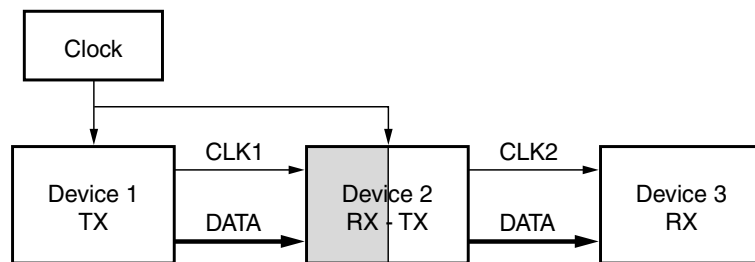 Clock
CLK1
CLK2
Device 1
TX
Device 2
RX - TX
Device 3
RX
DATA
DATA